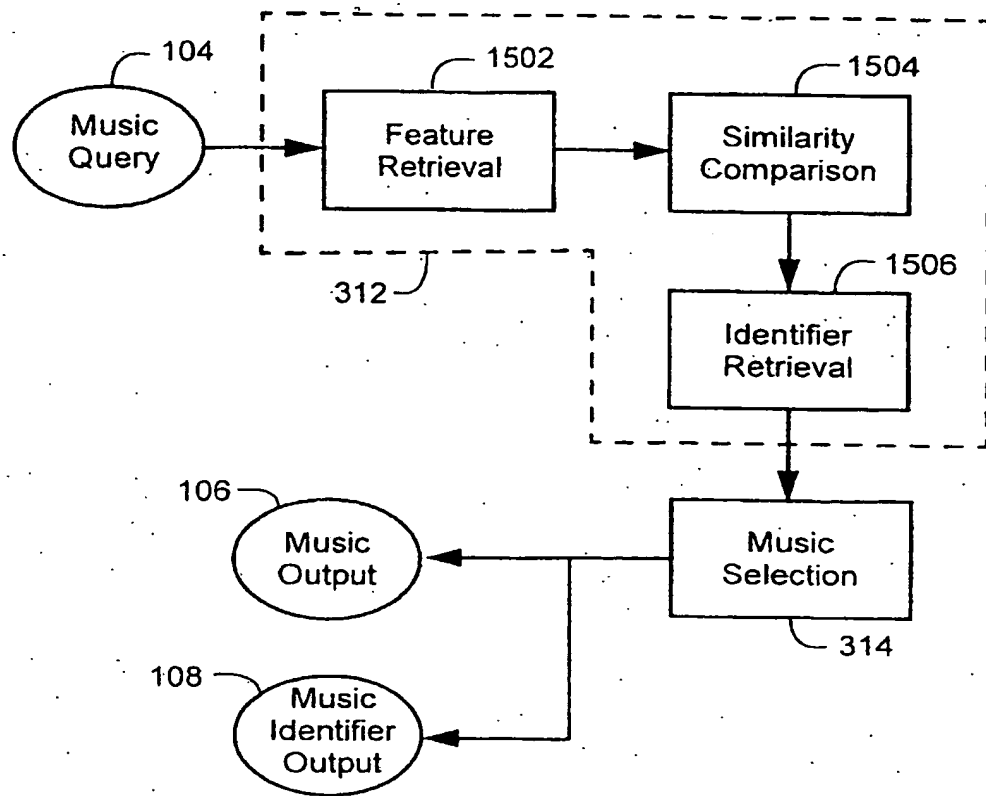 104
Music
Query
1502
Feature
Retrieval
1504
Similarity
Comparison
312
1506
Identifier
Retrieval
106
Music
Output
Music
Selection
314
108
Music
Identifier
Output